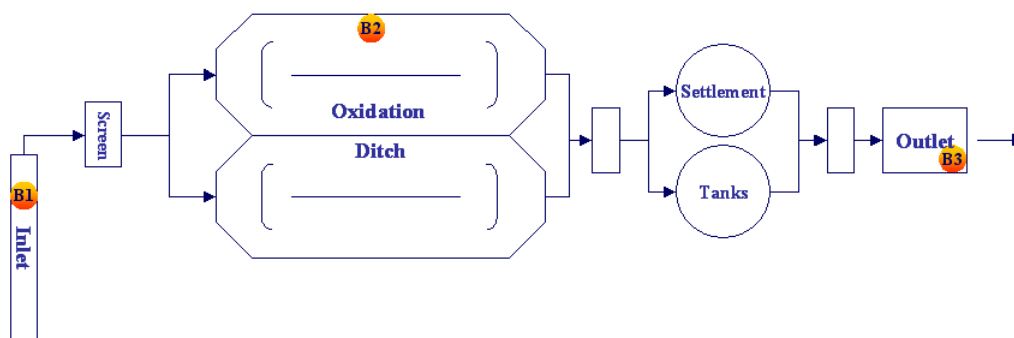 B1
Inlet
Screen
B2
Oxidation
Ditch
Settlement
Tanks
Outlet
B3